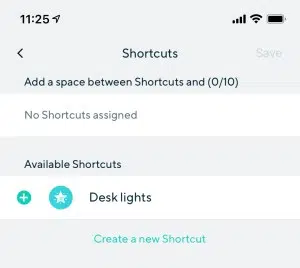 11:25
Shortcuts
Save
Add a space between Shortcuts and (0/10)
No Shortcuts assigned
Available Shortcuts
Desk lights
Create a new Shortcut